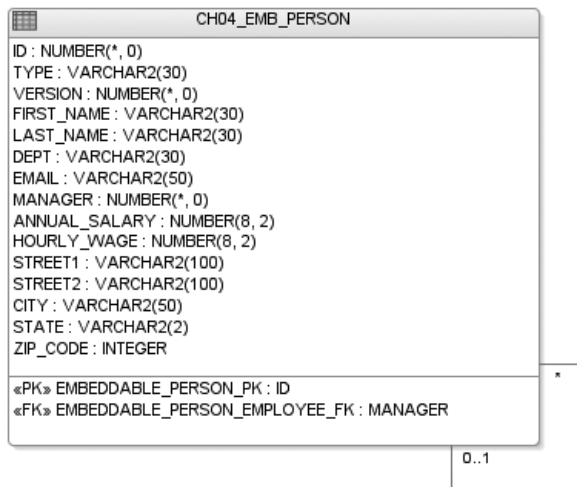 CH04_EMB_PERSON
ID : NUMBER(*, 0)
TYPE : VARCHAR2(30)
VERSION : NUMBER(*, 0)
FIRST_NAME : VARCHAR2(30)
LAST_NAME : VARCHAR2(30)
DEPT : VARCHAR2(30)
EMAIL : VARCHAR2(50)
MANAGER : NUMBER(*, 0)
ANNUAL_SALARY : NUMBER(8, 2)
HOURLY_WAGE : NUMBER(8, 2)
STREET1 : VARCHAR2(100)
STREET2 : VARCHAR2(100)
CITY : VARCHAR2(50)
STATE : VARCHAR2(2)
ZIP_CODE : INTEGER
«PK» EMBEDDABLE_PERSON_PK : ID
«FK» EMBEDDABLE_PERSON_EMPLOYEE_FK : MANAGER
*
0..1